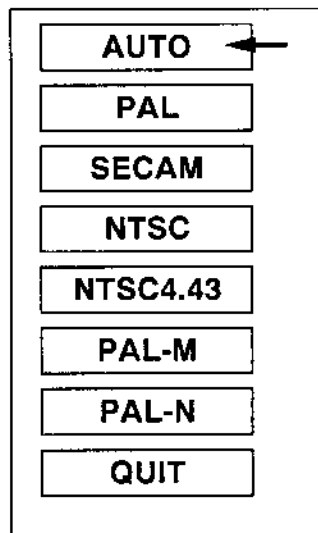 AUTO
PAL
SECAM
NTSC
NTSC4.43
PAL-M
PAL-N
QUIT